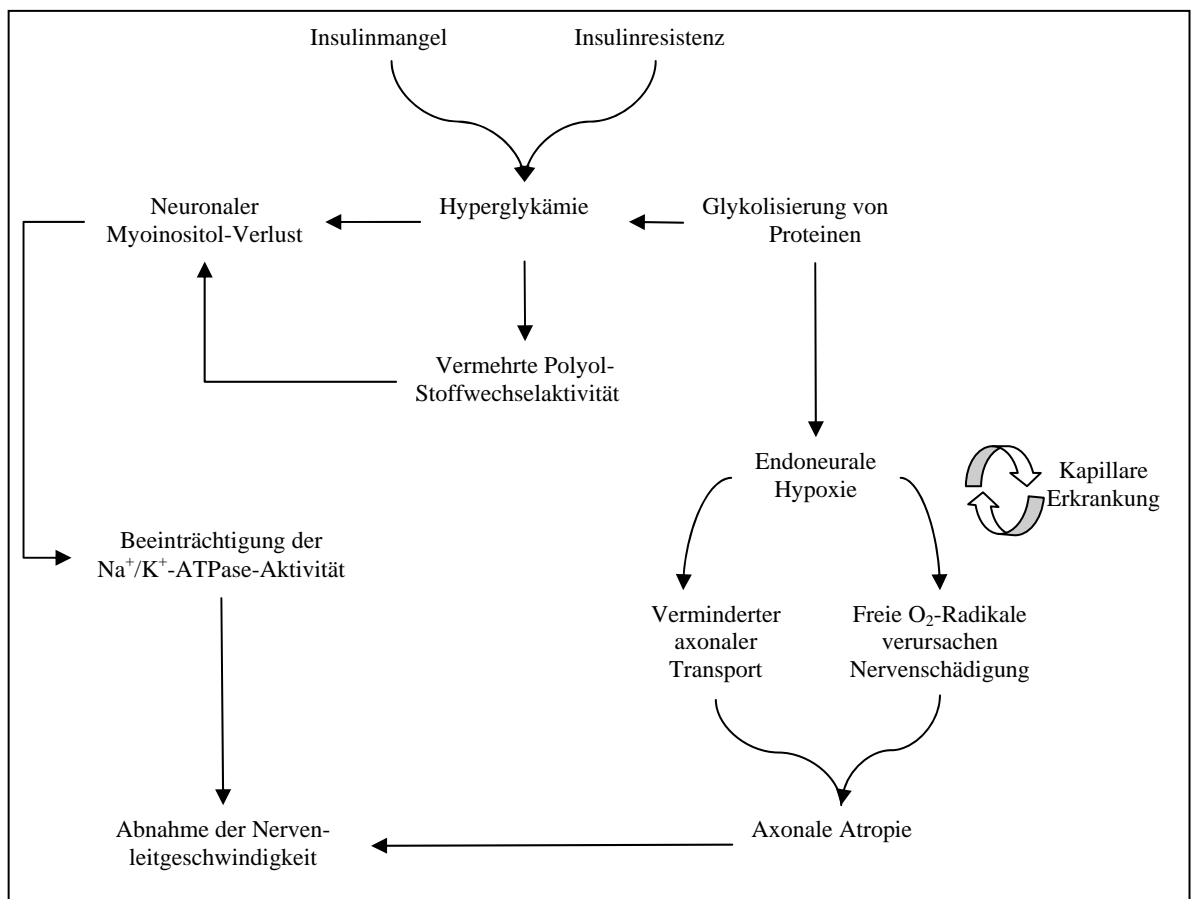 Insulinmangel
Insulinresistenz
Neuronaler
Myoinositol-Verlust
Hyperglykämie
Glykolisierung von
Proteinen
Vermehrte Polyol-
Stoffwechselaktivität
Endoneurale
Hypoxie
Kapillare
Erkrankung
Beeinträchtigung der
Na⁺/K⁺-ATPase-Aktivität
Verminderter
axonaler
Transport
Freie O₂-Radikale
verursachen
Nervenschädigung
Abnahme der Nerven-
leitgeschwindigkeit
Axonale Atropie